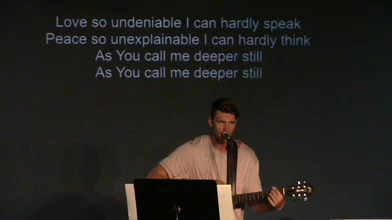 Love so undeniable I can hardly speak
Peace so unexplainable I can hardly think
As You call me deeper still
As You call me deeper still